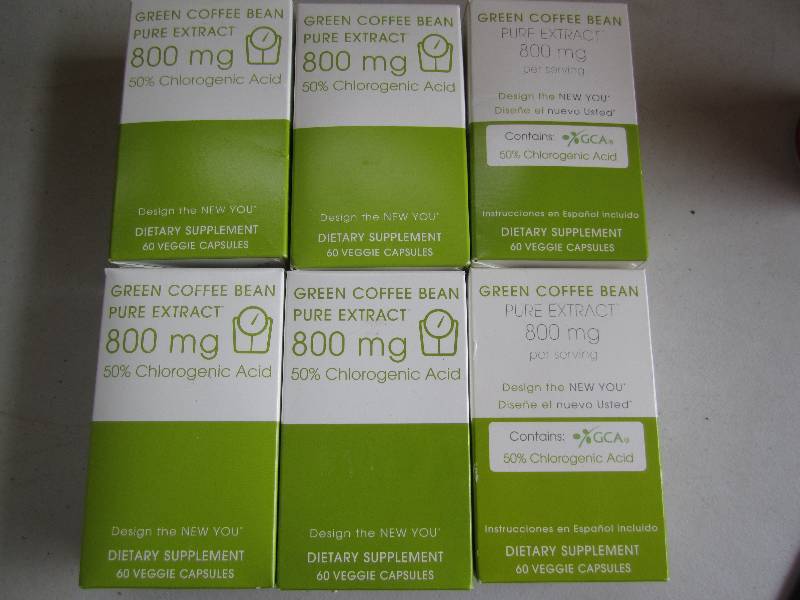 GREEN COFFEE BEAN
PURE EXTRACT
800 mg
50% Chlorogenic Acid
Design the NEW YOU*
DIETARY SUPPLEMENT
60 VEGGIE CAPSULES
GREEN COFFEE BEAN
PURE EXTRACT
800 mg
50% Chlorogenic Acid
Design the NEW YOU*
DIETARY SUPPLEMENT
60 VEGGIE CAPSULES
GREEN COFFEE BEAN
PURE EXTRACT
800 mg
per serving
Design the NEW YOU*
Diseñe el nuevo Usted*
Contains: GCA®
50% Chlorogenic Acid
Instrucciones en Español incluido
DIETARY SUPPLEMENT
60 VEGGIE CAPSULES
GREEN COFFEE BEAN
PURE EXTRACT
800 mg
50% Chlorogenic Acid
Design the NEW YOU*
DIETARY SUPPLEMENT
60 VEGGIE CAPSULES
GREEN COFFEE BEAN
PURE EXTRACT
800 mg
50% Chlorogenic Acid
Design the NEW YOU*
DIETARY SUPPLEMENT
60 VEGGIE CAPSULES
GREEN COFFEE BEAN
PURE EXTRACT
800 mg
per serving
Design the NEW YOU*
Diseñe el nuevo Usted*
Contains: GCA®
50% Chlorogenic Acid
Instrucciones en Español incluido
DIETARY SUPPLEMENT
60 VEGGIE CAPSULES